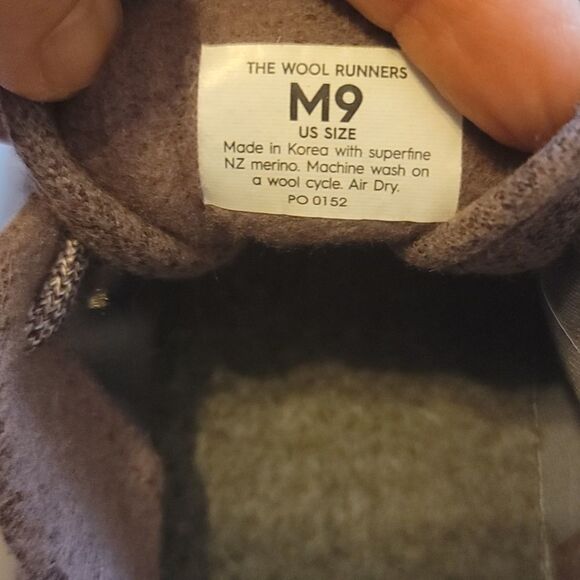 THE WOOL RUNNERS
M9
US SIZE
Made in Korea with superfine
NZ merino. Machine wash on
a wool cycle. Air Dry.
PO 0152